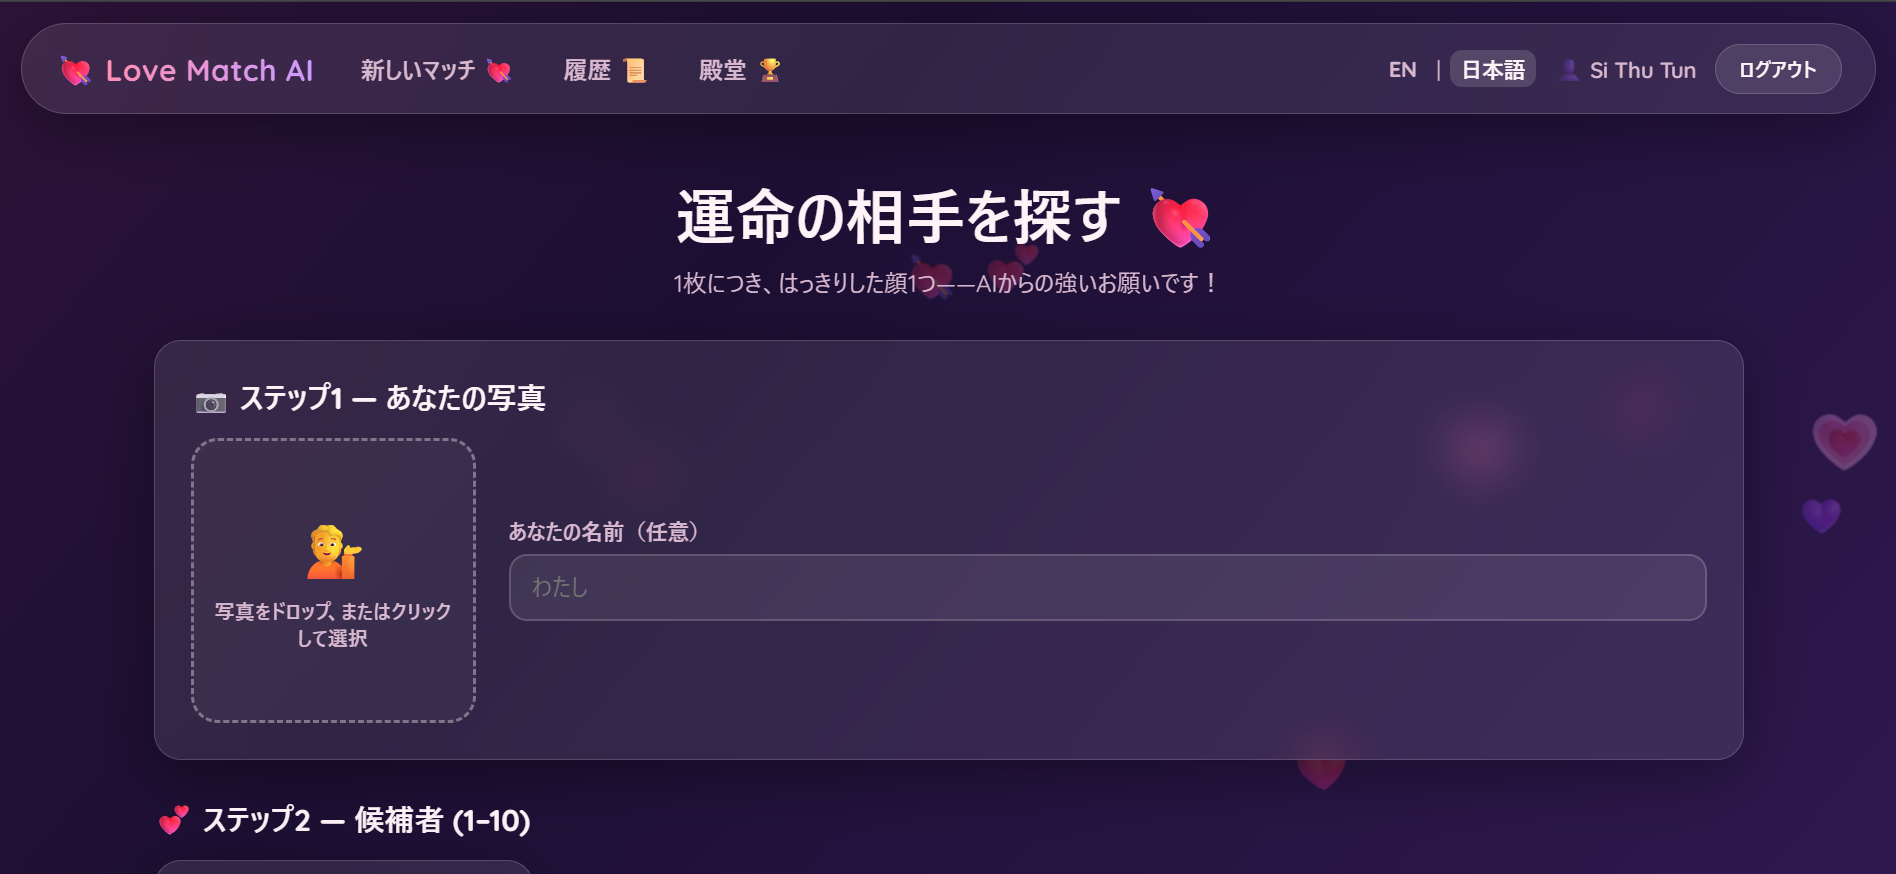 Love Match AI
新しいマッチ
履歴
殿堂
EN | 日本語
Si Thu Tun
ログアウト
運命の相手を探す
1枚につき、はっきりした顔1つ——AIからの強いお願いです！
ステップ1 — あなたの写真
写真をドロップ、またはクリック
して選択
あなたの名前（任意）
わたし
ステップ2 — 候補者 (1–10)